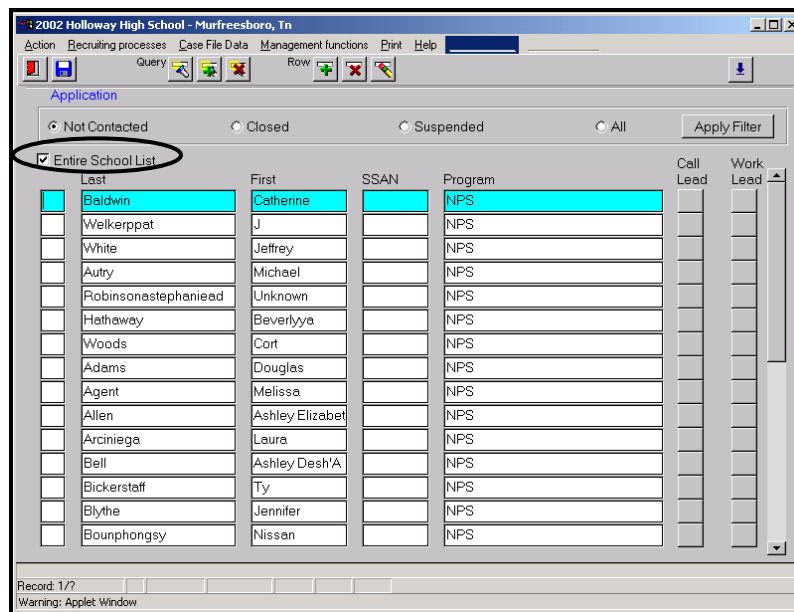 2002 Holloway High School - Murfreesboro, Tn
Action Recruiting processes Case File Data Management functions Print Help
Query Row
Application
Not Contacted Closed Suspended All Apply Filter
Entire School List
Call Work
Last First SSAN Program Lead Lead
Baldwin Catherine NPS
Welkerppat J NPS
White Jeffrey NPS
Autry Michael NPS
Robinsonastephaniead Unknown NPS
Hathaway Beverlyya NPS
Woods Cort NPS
Adams Douglas NPS
Agent Melissa NPS
Allen Ashley Elizabet NPS
Arciniega Laura NPS
Bell Ashley Desh'A NPS
Bickerstaff Ty NPS
Blythe Jennifer NPS
Bounphongsy Nissan NPS
Record: 1/?
Warning: Applet Window